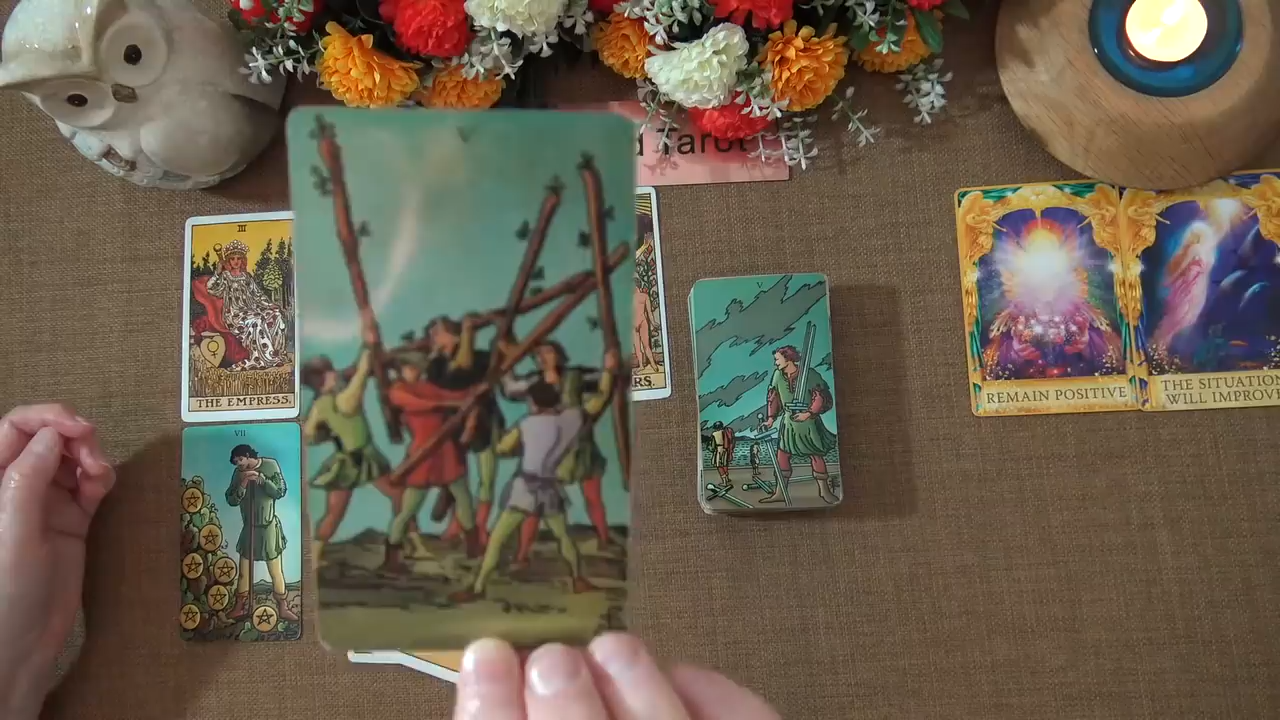 d Tarot
III
THE EMPRESS.
RS.
VII
V
V
REMAIN POSITIVE
THE SITUATION
WILL IMPROV